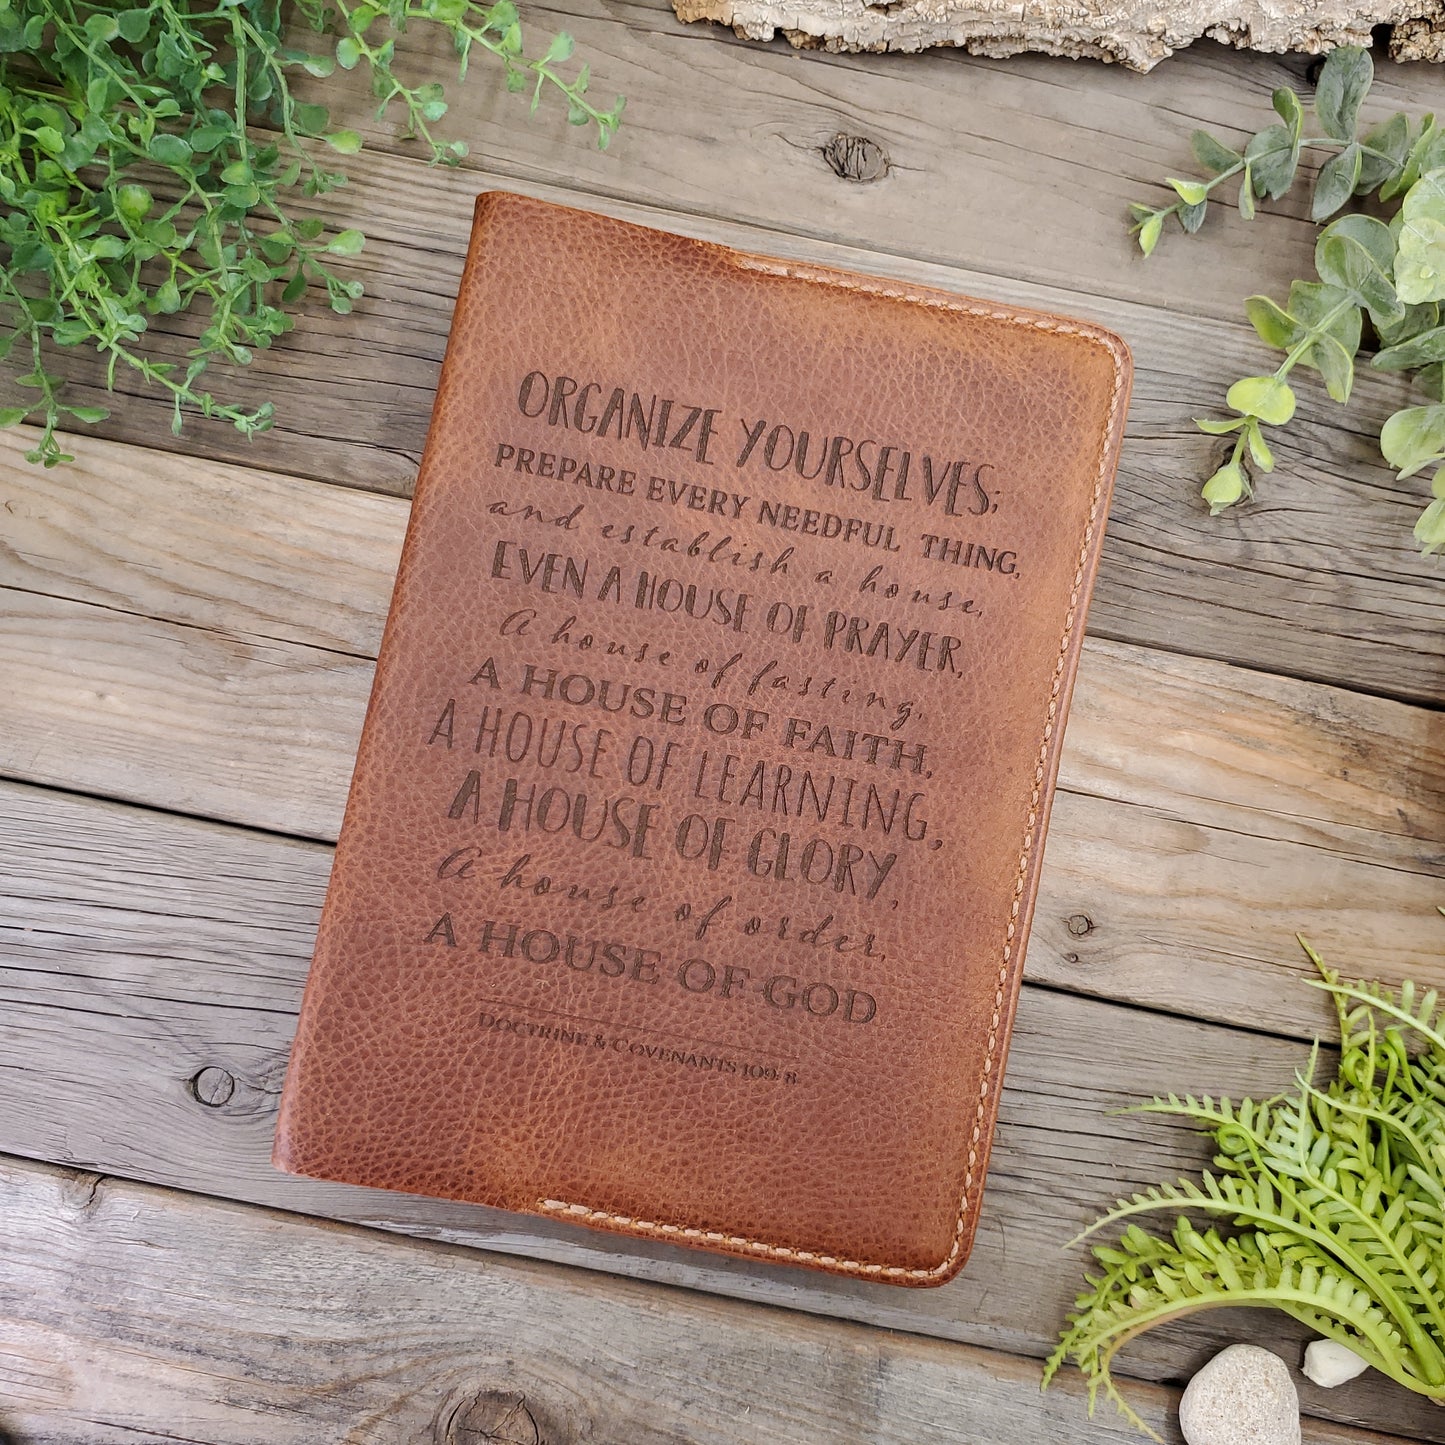 ORGANIZE YOURSELVES;
PREPARE EVERY NEEDFUL THING,
and establish a house,
EVEN A HOUSE OF PRAYER,
A house of fasting,
A HOUSE OF FAITH,
A HOUSE OF LEARNING,
A HOUSE OF GLORY,
A house of order,
A HOUSE OF GOD
DOCTRINE & COVENANTS 109:8